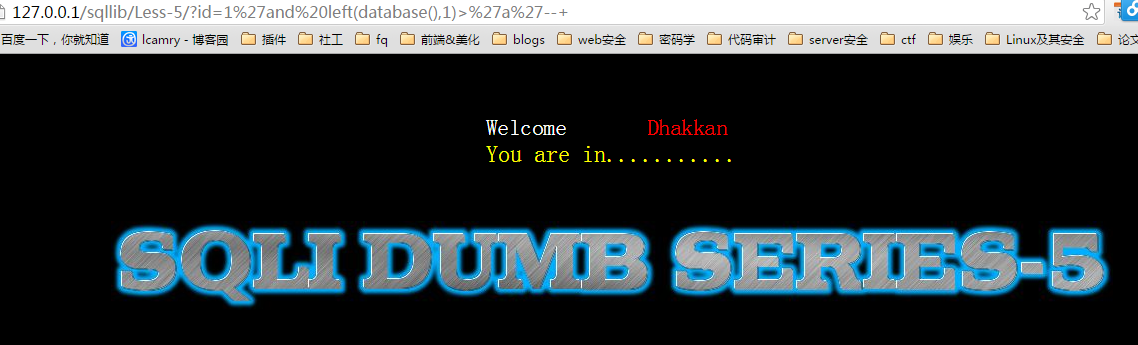 127.0.0.1/sqllib/Less-5/?id=1%27and%20left(database(),1)>%27a%27--+
百度一下，你就知道 lcamry - 博客园 插件 社工 fq 前端&美化 blogs web安全 密码学 代码审计 server安全 ctf 娱乐 Linux及其安全 论文
Welcome Dhakkan
You are in...........
SQLI DUMB SERIES-5